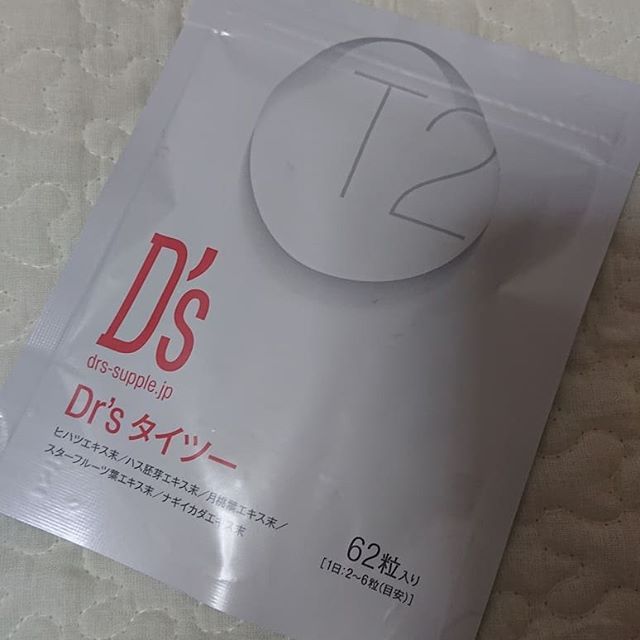 T2
D's
drs-supple.jp
Dr's タイツー
ヒハツエキス末／ハス胚芽エキス末／月桃葉エキス末／
スターフルーツ葉エキス末／ナギイカダエキス末
62粒入り
[1日:2~6粒(目安)]